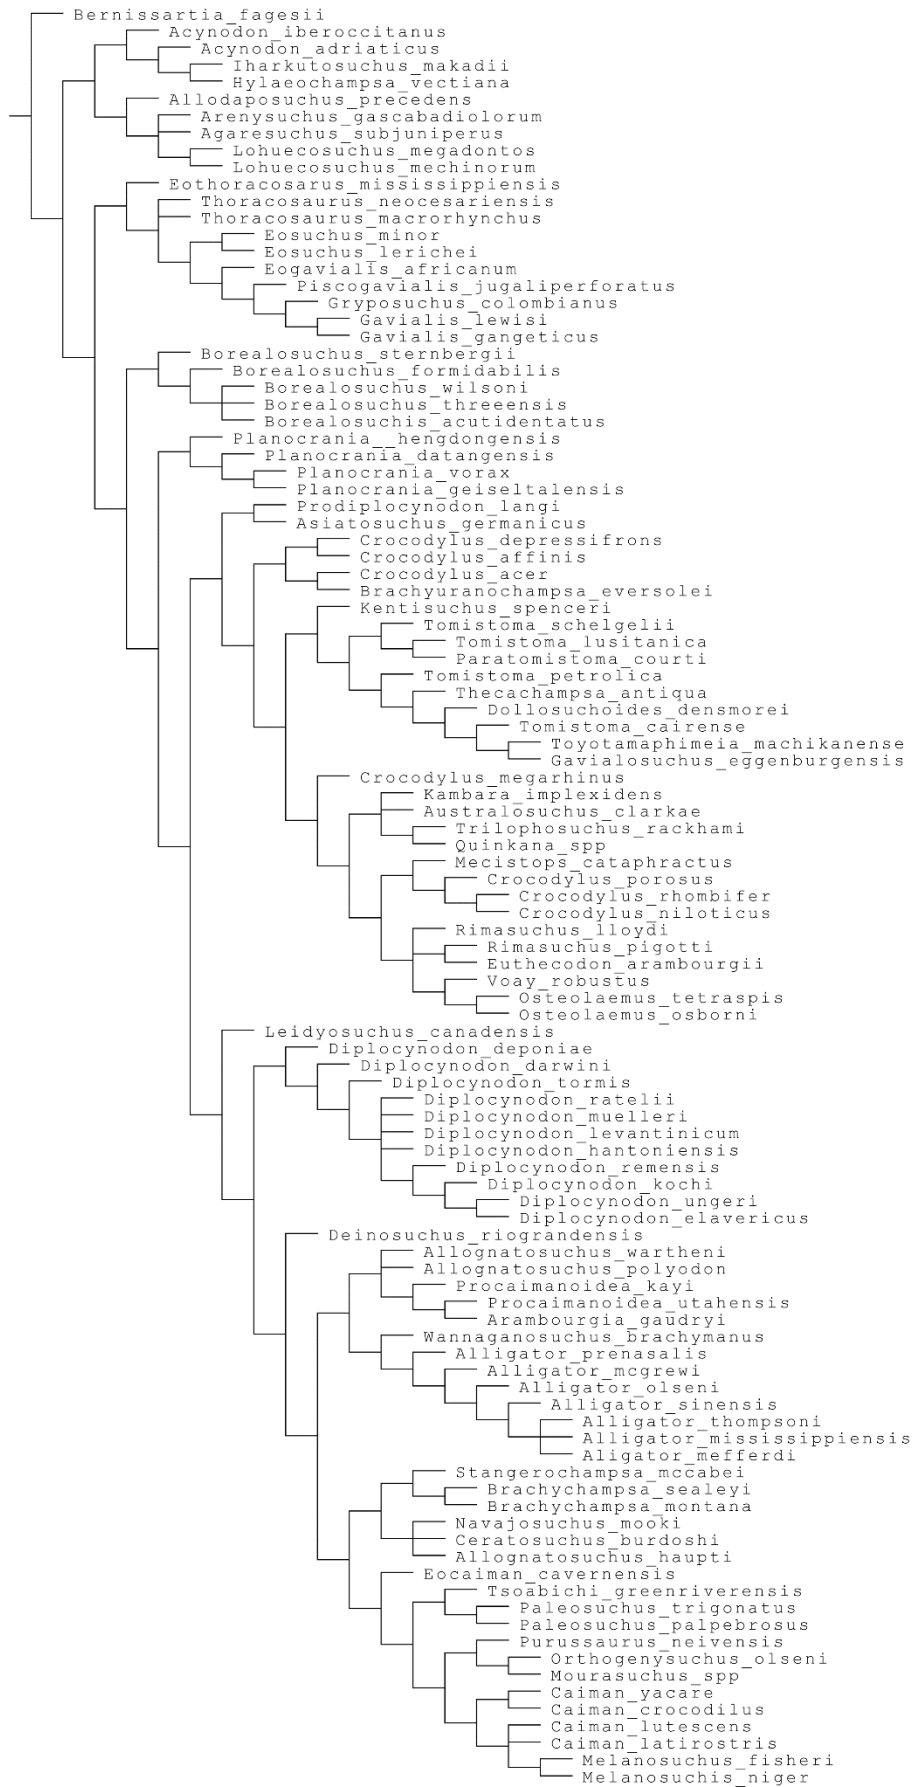 Bernissartia_fagesii
Acynodon_iberoccitanus
Acynodon_adriaticus
Iharkutosuchus_makadii
Hylaeochampsa_vectiana
Allodaposuchus_precedens
Arenysuchus_gascabadiolorum
Agaresuchus_subjuniperus
Lohuecosuchus_megadontos
Lohuecosuchus_mechinorum
Eothoracosarus_mississippiensis
Thoracosaurus_neocesariensis
Thoracosaurus_macrorhynchus
Eosuchus_minor
Eosuchus_lerichei
Eogavialis_africanum
Piscogavialis_jugaliperforatus
Gryposuchus_colombianus
Gavialis_lewisi
Gavialis_gangeticus
Borealosuchus_sternbergii
Borealosuchus_formidabilis
Borealosuchus_wilsoni
Borealosuchus_threeensis
Borealosuchis_acutidentatus
Planocrania__hengdongensis
Planocrania_datangensis
Planocrania_vorax
Planocrania_geiseltalensis
Prodiplocynodon_langi
Asiatosuchus_germanicus
Crocodylus_depressifrons
Crocodylus_affinis
Crocodylus_acer
Brachyuranochampsa_eversolei
Kentisuchus_spenceri
Tomistoma_schelgelii
Tomistoma_lusitanica
Paratomistoma_courti
Tomistoma_petrolica
Thecachampsa_antiqua
Dollosuchoides_densmorei
Tomistoma_cairense
Toyotamaphimeia_machikanense
Gavialosuchus_eggenburgensis
Crocodylus_megarhinus
Kambara_implexidens
Australosuchus_clarkae
Trilophosuchus_rackhami
Quinkana_spp
Mecistops_cataphractus
Crocodylus_porosus
Crocodylus_rhombifer
Crocodylus_niloticus
Rimasuchus_lloydi
Rimasuchus_pigotti
Euthecodon_arambourgii
Voay_robustus
Osteolaemus_tetraspis
Osteolaemus_osborni
Leidyosuchus_canadensis
Diplocynodon_deponiae
Diplocynodon_darwini
Diplocynodon_tormis
Diplocynodon_ratelii
Diplocynodon_muelleri
Diplocynodon_levantinicum
Diplocynodon_hantoniensis
Diplocynodon_remensis
Diplocynodon_kochi
Diplocynodon_ungeri
Diplocynodon_elavericus
Deinosuchus_riograndensis
Allognatosuchus_wartheni
Allognatosuchus_polyodon
Procaimanoidea_kayi
Procaimanoidea_utahensis
Arambourgia_gaudryi
Wannaganosuchus_brachymanus
Alligator_prenasalis
Alligator_mcgrewi
Alligator_olseni
Alligator_sinensis
Alligator_thompsoni
Alligator_mississippiensis
Aligator_mefferdi
Stangerochampsa_mccabei
Brachychampsa_sealeyi
Brachychampsa_montana
Navajosuchus_mooki
Ceratosuchus_burdoshi
Allognatosuchus_haupti
Eocaiman_cavernensis
Tsoabichi_greenriverensis
Paleosuchus_trigonatus
Paleosuchus_palpebrosus
Purussaurus_neivensis
Orthogenysuchus_olseni
Mourasuchus_spp
Caiman_yacare
Caiman_crocodilus
Caiman_lutescens
Caiman_latirostris
Melanosuchus_fisheri
Melanosuchis_niger